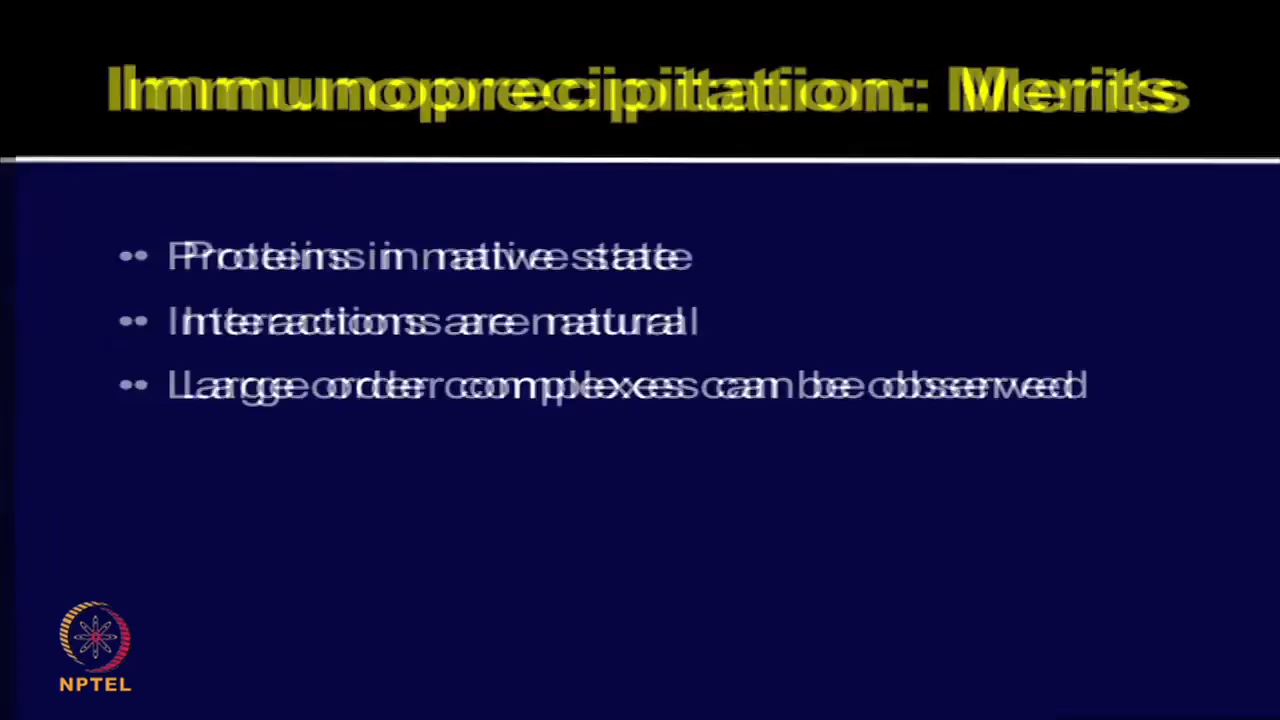 Immunoprecipitation: Merits
• Proteins in native state
• Interactions are natural
• Large order complexes can be observed
NPTEL